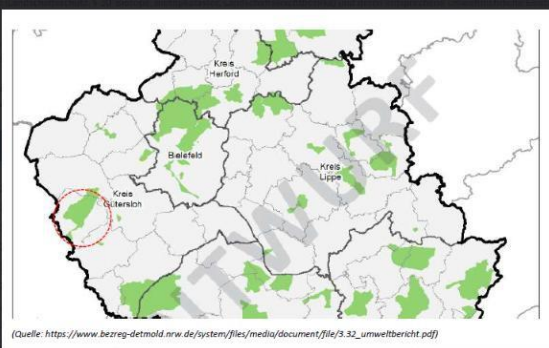 Kreis
Herford
Bielefeld
Kreis
Lippe
Kreis
Gütersloh
NTWURF
(Quelle: https://www.bezreg-detmold.nrw.de/system/files/media/document/file/3.32_umweltbericht.pdf)